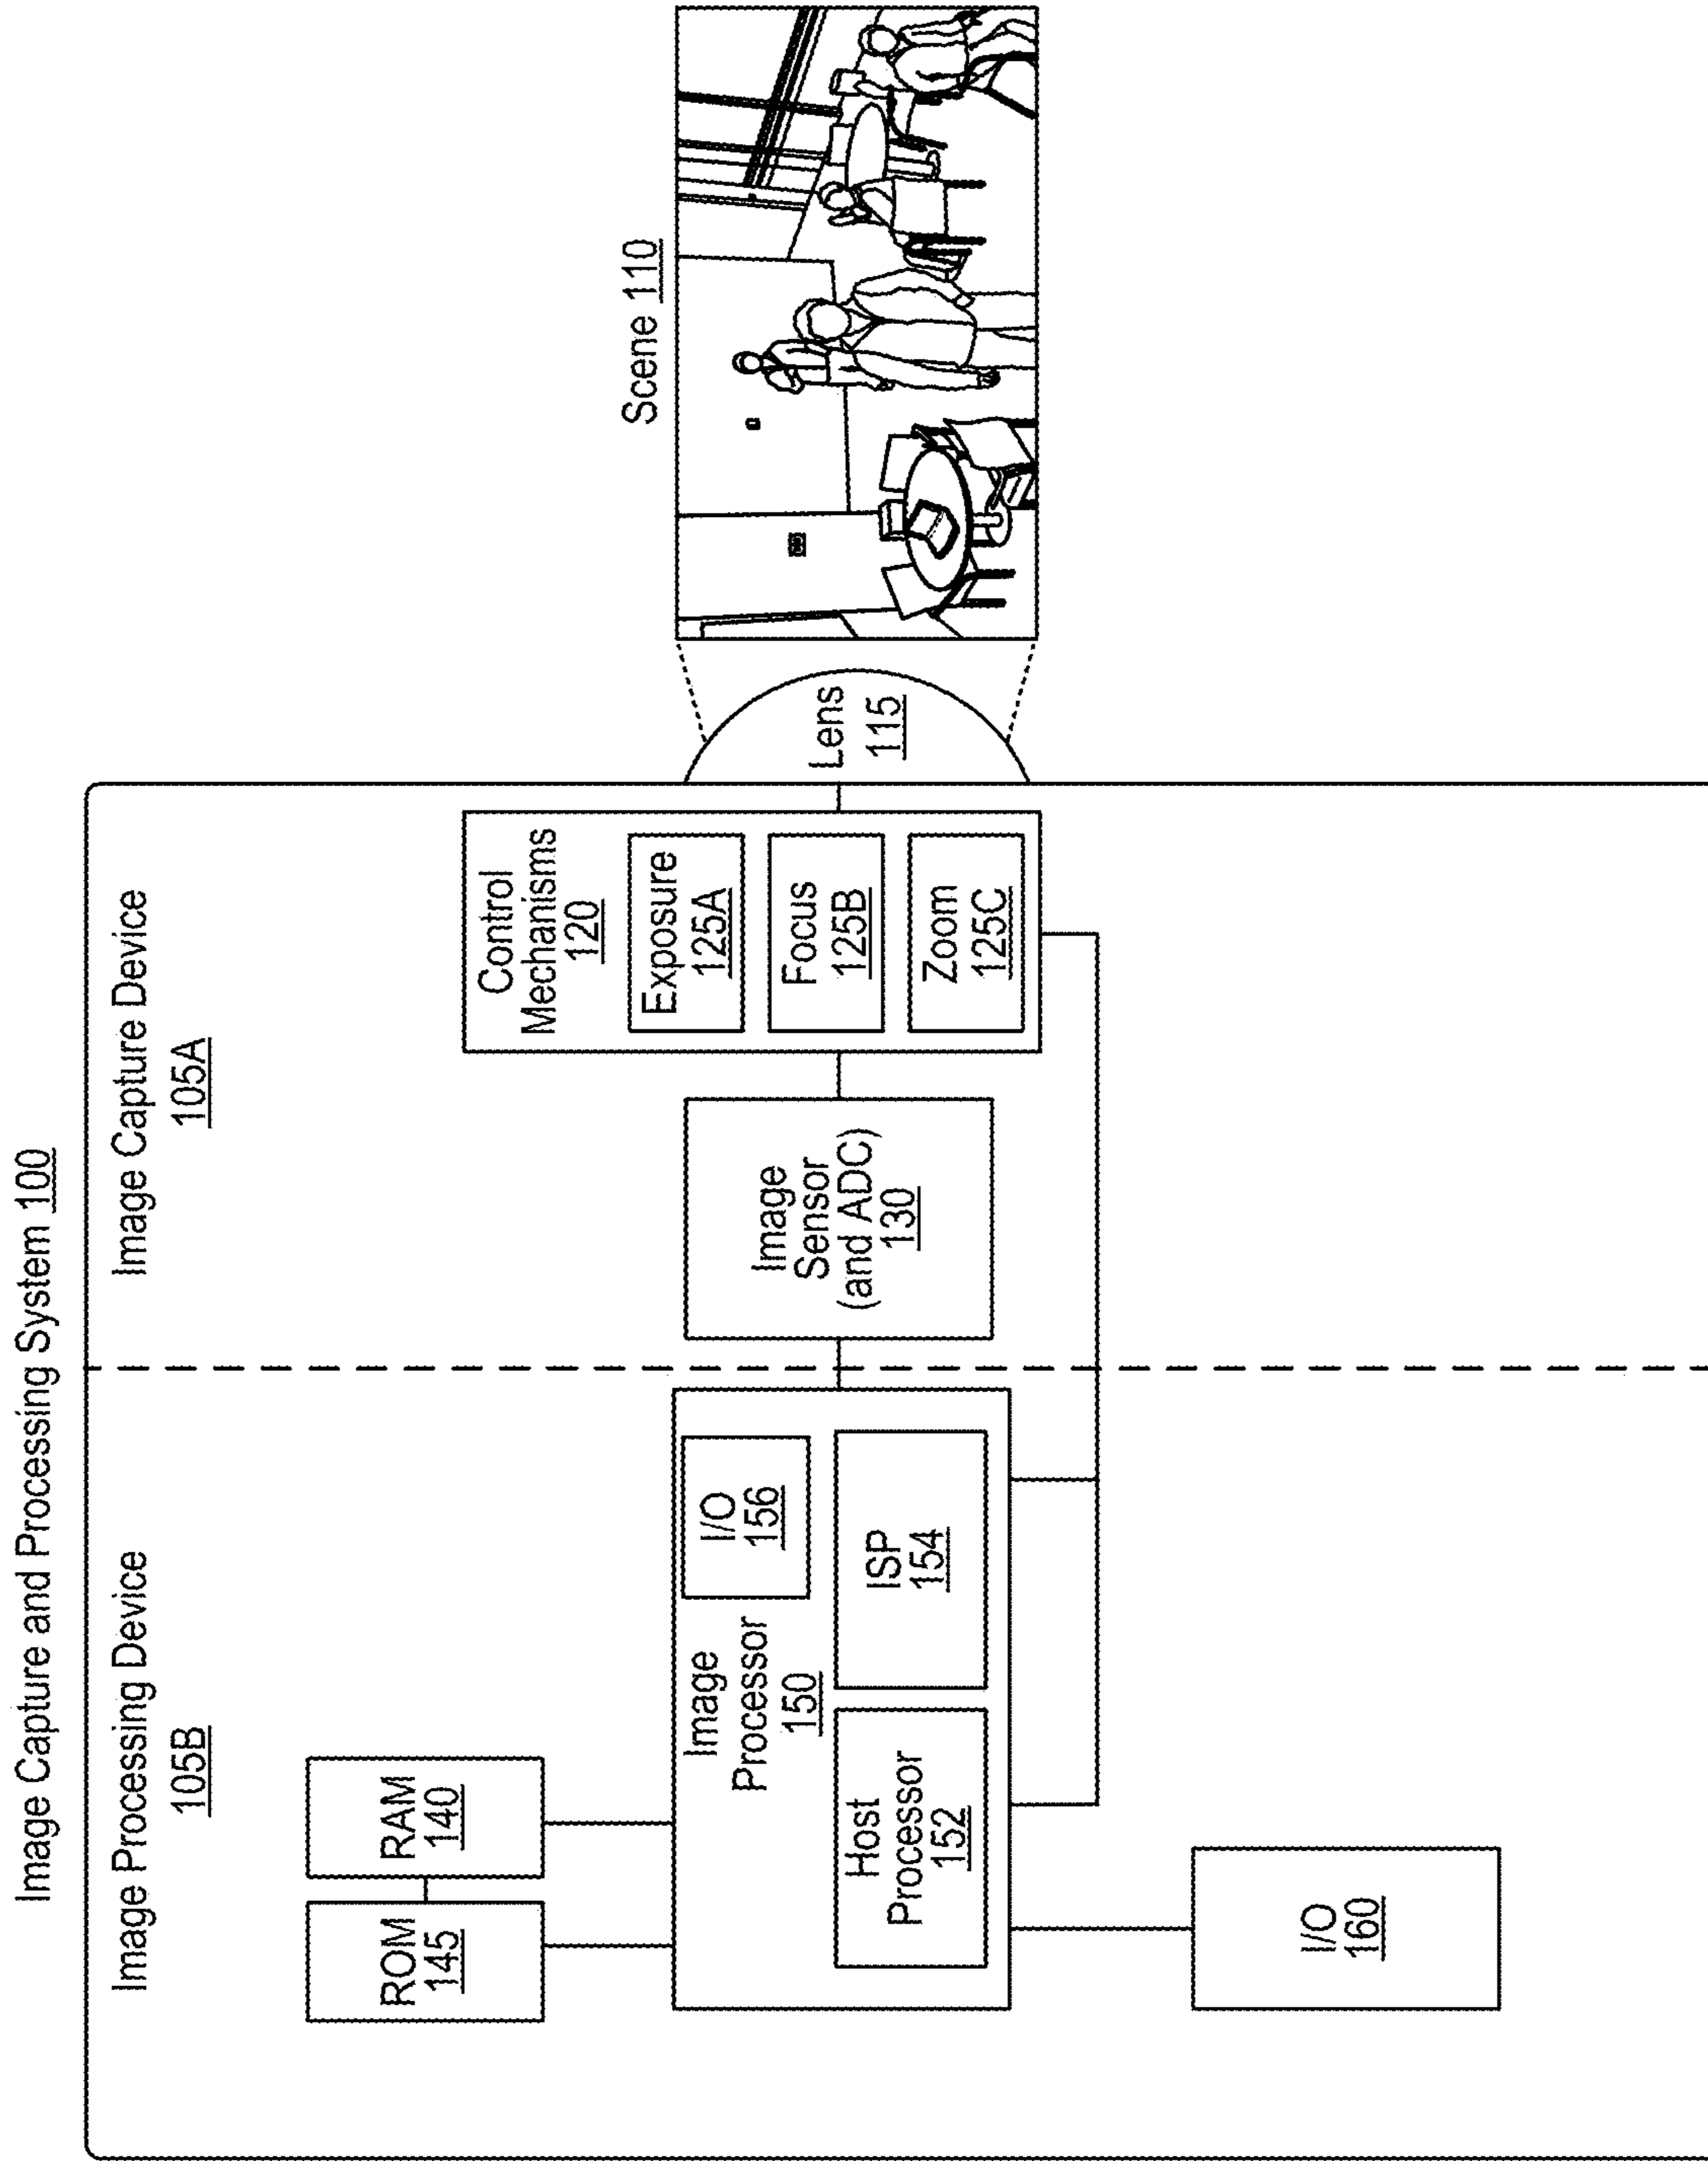 Image Capture and Processing System 100
Image Processing Device
105B
Image Capture Device
105A
ROM
145
RAM
140
Image
Processor
150
I/O
156
Host
Processor
152
ISP
154
I/O
160
Image
Sensor
(and ADC)
130
Control
Mechanisms
120
Exposure
125A
Focus
125B
Zoom
125C
Lens
115
Scene 110